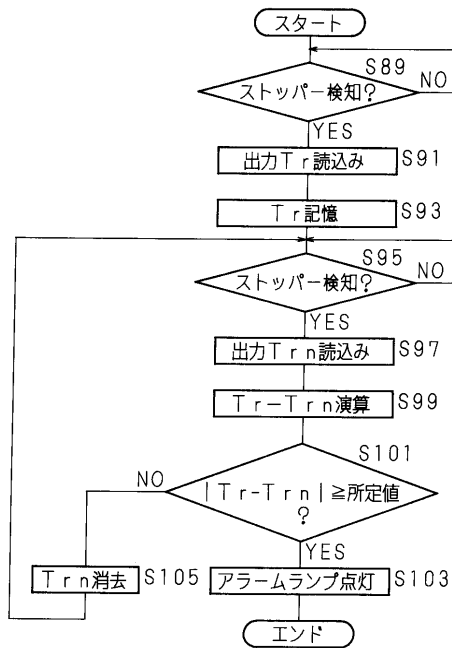 スタート
S89
ストッパー検知?
NO
YES
出力Tr読込み
S91
Tr記憶
S93
S95
ストッパー検知?
NO
YES
出力Trn読込み
S97
Tr-Trn演算
S99
S101
|Tr-Trn|≧所定値
?
NO
YES
Trn消去
S105
アラームランプ点灯
S103
エンド